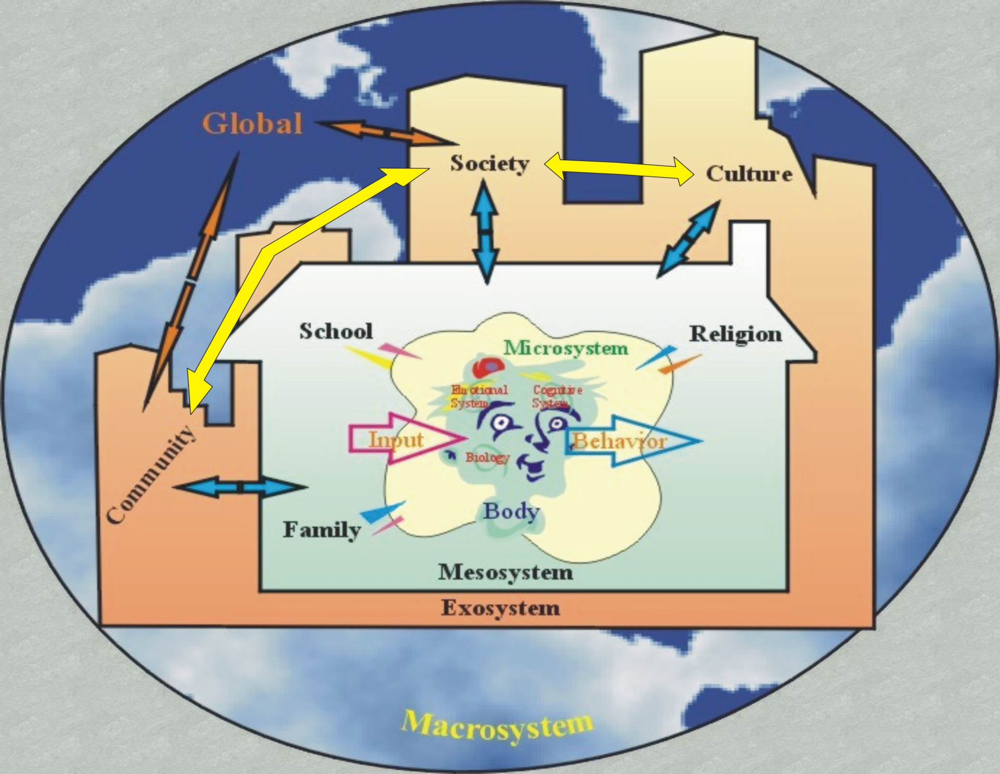 Global
Society
Culture
School
Religion
Microsystem
Emotional
System
Cognitive
System
Input
Behavior
Biology
Community
Body
Family
Mesosystem
Exosystem
Macrosystem